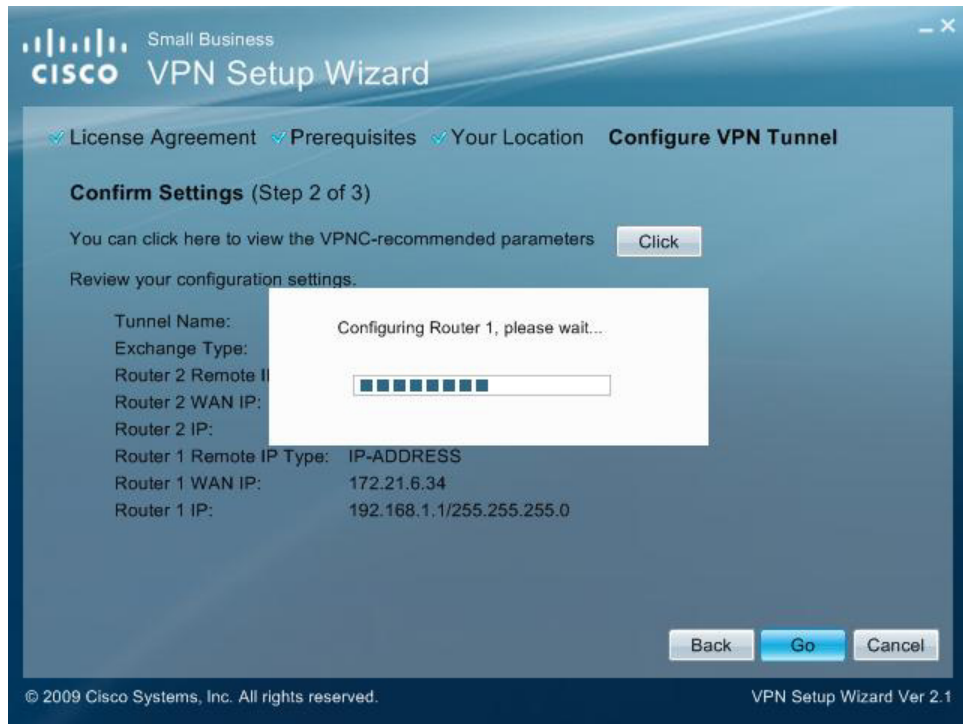 Small Business
CISCO VPN Setup Wizard
License Agreement Prerequisites Your Location Configure VPN Tunnel
Confirm Settings (Step 2 of 3)
You can click here to view the VPNC-recommended parameters Click
Review your configuration settings.
Configuring Router 1, please wait...
Tunnel Name:
Exchange Type:
Router 2 Remote
Router 2 WAN IP:
Router 2 IP:
Router 1 Remote IP Type: IP-ADDRESS
Router 1 WAN IP: 172.21.6.34
Router 1 IP: 192.168.1.1/255.255.255.0
Back Go Cancel
© 2009 Cisco Systems, Inc. All rights reserved. VPN Setup Wizard Ver 2.1